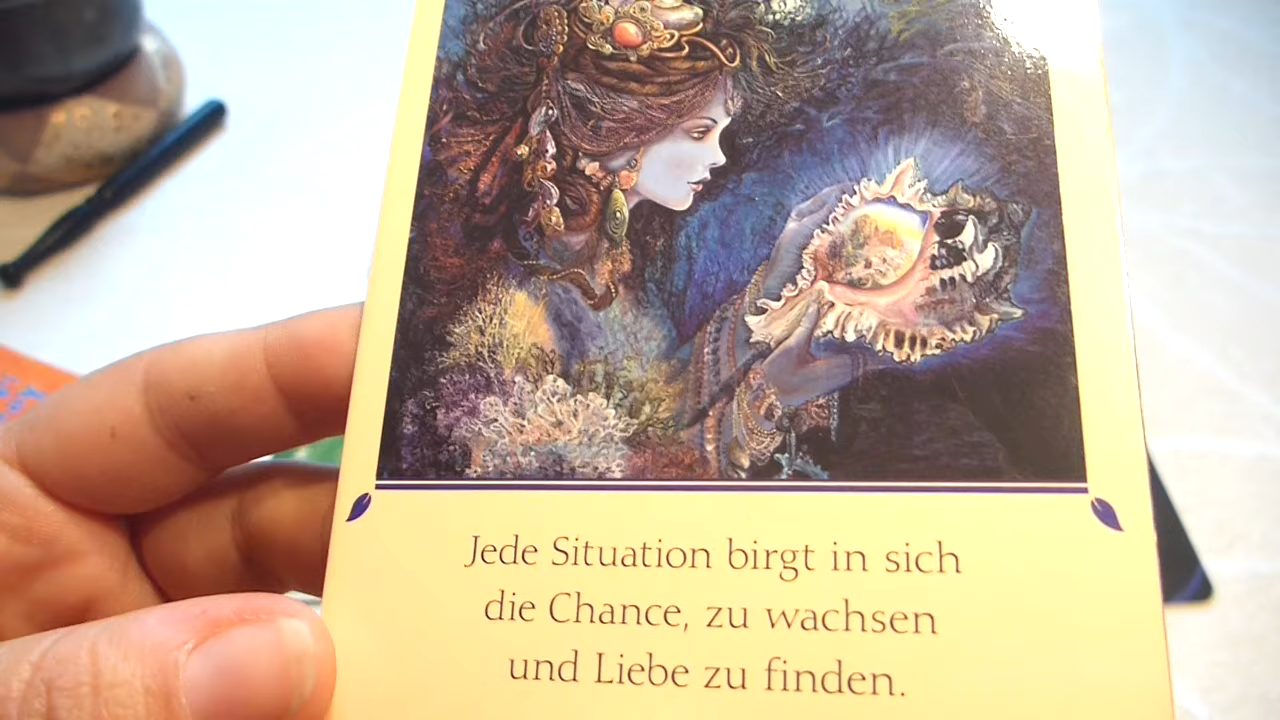 Jede Situation birgt in sich
die Chance, zu wachsen
und Liebe zu finden.